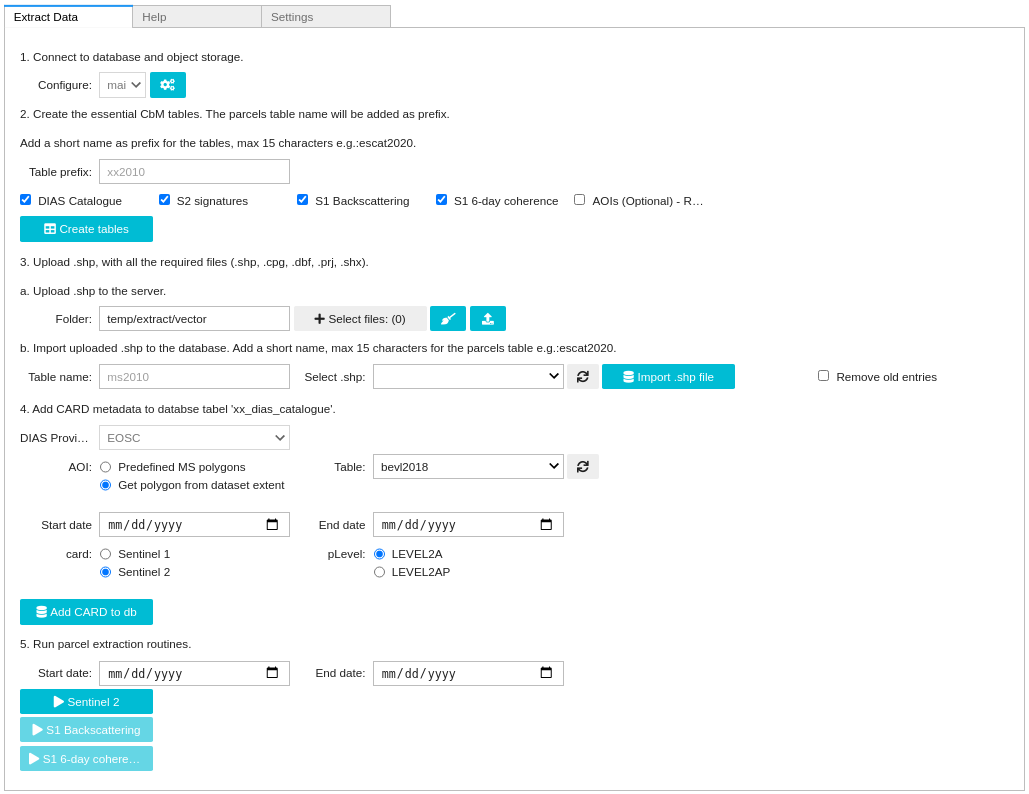 Extract Data Help Settings
1. Connect to database and object storage.
Configure: mai
2. Create the essential CbM tables. The parcels table name will be added as prefix.
Add a short name as prefix for the tables, max 15 characters e.g.:escat2020.
Table prefix: xx2010
DIAS Catalogue S2 signatures S1 Backscattering S1 6-day coherence AOIs (Optional) - R…
Create tables
3. Upload .shp, with all the required files (.shp, .cpg, .dbf, .prj, .shx).
a. Upload .shp to the server.
Folder: temp/extract/vector Select files: (0)
b. Import uploaded .shp to the database. Add a short name, max 15 characters for the parcels table e.g.:escat2020.
Table name: ms2010 Select .shp: Import .shp file Remove old entries
4. Add CARD metadata to databse tabel 'xx_dias_catalogue'.
DIAS Provi… EOSC
AOI: Predefined MS polygons Table: bevl2018
Get polygon from dataset extent
Start date mm/dd/yyyy End date mm/dd/yyyy
card: Sentinel 1 pLevel: LEVEL2A
Sentinel 2 LEVEL2AP
Add CARD to db
5. Run parcel extraction routines.
Start date: mm/dd/yyyy End date: mm/dd/yyyy
Sentinel 2
S1 Backscattering
S1 6-day cohere…